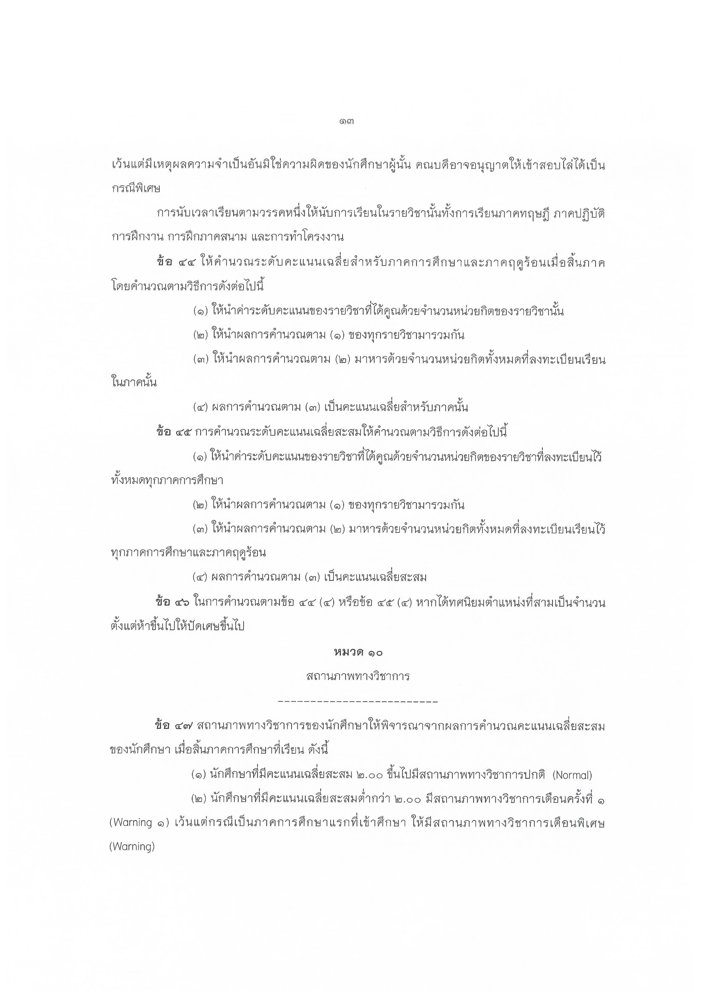 ๑๓
เว้นแต่มีเหตุผลความจำเป็นอันมิใช่ความผิดของนักศึกษาผู้นั้น คณบดีอาจอนุญาตให้เข้าสอบไล่ได้เป็น
กรณีพิเศษ
การนับเวลาเรียนตามวรรคหนึ่งให้นับการเรียนในรายวิชานั้นทั้งการเรียนภาคทฤษฎี ภาคปฏิบัติ
การฝึกงาน การฝึกภาคสนาม และการทำโครงงาน
ข้อ ๔๔ ให้คำนวณระดับคะแนนเฉลี่ยสำหรับภาคการศึกษาและภาคฤดูร้อนเมื่อสิ้นภาค
โดยคำนวณตามวิธีการดังต่อไปนี้
(๑) ให้นำค่าระดับคะแนนของรายวิชาที่ได้คูณด้วยจำนวนหน่วยกิตของรายวิชานั้น
(๒) ให้นำผลการคำนวณตาม (๑) ของทุกรายวิชามารวมกัน
(๓) ให้นำผลการคำนวณตาม (๒) มาหารด้วยจำนวนหน่วยกิตทั้งหมดที่ลงทะเบียนเรียน
ในภาคนั้น
(๔) ผลการคำนวณตาม (๓) เป็นคะแนนเฉลี่ยสำหรับภาคนั้น
ข้อ ๔๕ การคำนวณระดับคะแนนเฉลี่ยสะสมให้คำนวณตามวิธีการดังต่อไปนี้
(๑) ให้นำค่าระดับคะแนนของรายวิชาที่ได้คูณด้วยจำนวนหน่วยกิตของรายวิชาที่ลงทะเบียนไว้
ทั้งหมดทุกภาคการศึกษา
(๒) ให้นำผลการคำนวณตาม (๑) ของทุกรายวิชามารวมกัน
(๓) ให้นำผลการคำนวณตาม (๒) มาหารด้วยจำนวนหน่วยกิตทั้งหมดที่ลงทะเบียนเรียนไว้
ทุกภาคการศึกษาและภาคฤดูร้อน
(๔) ผลการคำนวณตาม (๓) เป็นคะแนนเฉลี่ยสะสม
ข้อ ๔๖ ในการคำนวณตามข้อ ๔๔ (๔) หรือข้อ ๔๕ (๔) หากได้ทศนิยมตำแหน่งที่สามเป็นจำนวน
ตั้งแต่ห้าขึ้นไปให้ปัดเศษขึ้นไป
หมวด ๑๐
สถานภาพทางวิชาการ
-------------------------
ข้อ ๔๗ สถานภาพทางวิชาการของนักศึกษาให้พิจารณาจากผลการคำนวณคะแนนเฉลี่ยสะสม
ของนักศึกษา เมื่อสิ้นภาคการศึกษาที่เรียน ดังนี้
(๑) นักศึกษาที่มีคะแนนเฉลี่ยสะสม ๒.๐๐ ขึ้นไปมีสถานภาพทางวิชาการปกติ (Normal)
(๒) นักศึกษาที่มีคะแนนเฉลี่ยสะสมต่ำกว่า ๒.๐๐ มีสถานภาพทางวิชาการเตือนครั้งที่ ๑
(Warning ๑) เว้นแต่กรณีเป็นภาคการศึกษาแรกที่เข้าศึกษา ให้มีสถานภาพทางวิชาการเตือนพิเศษ
(Warning)